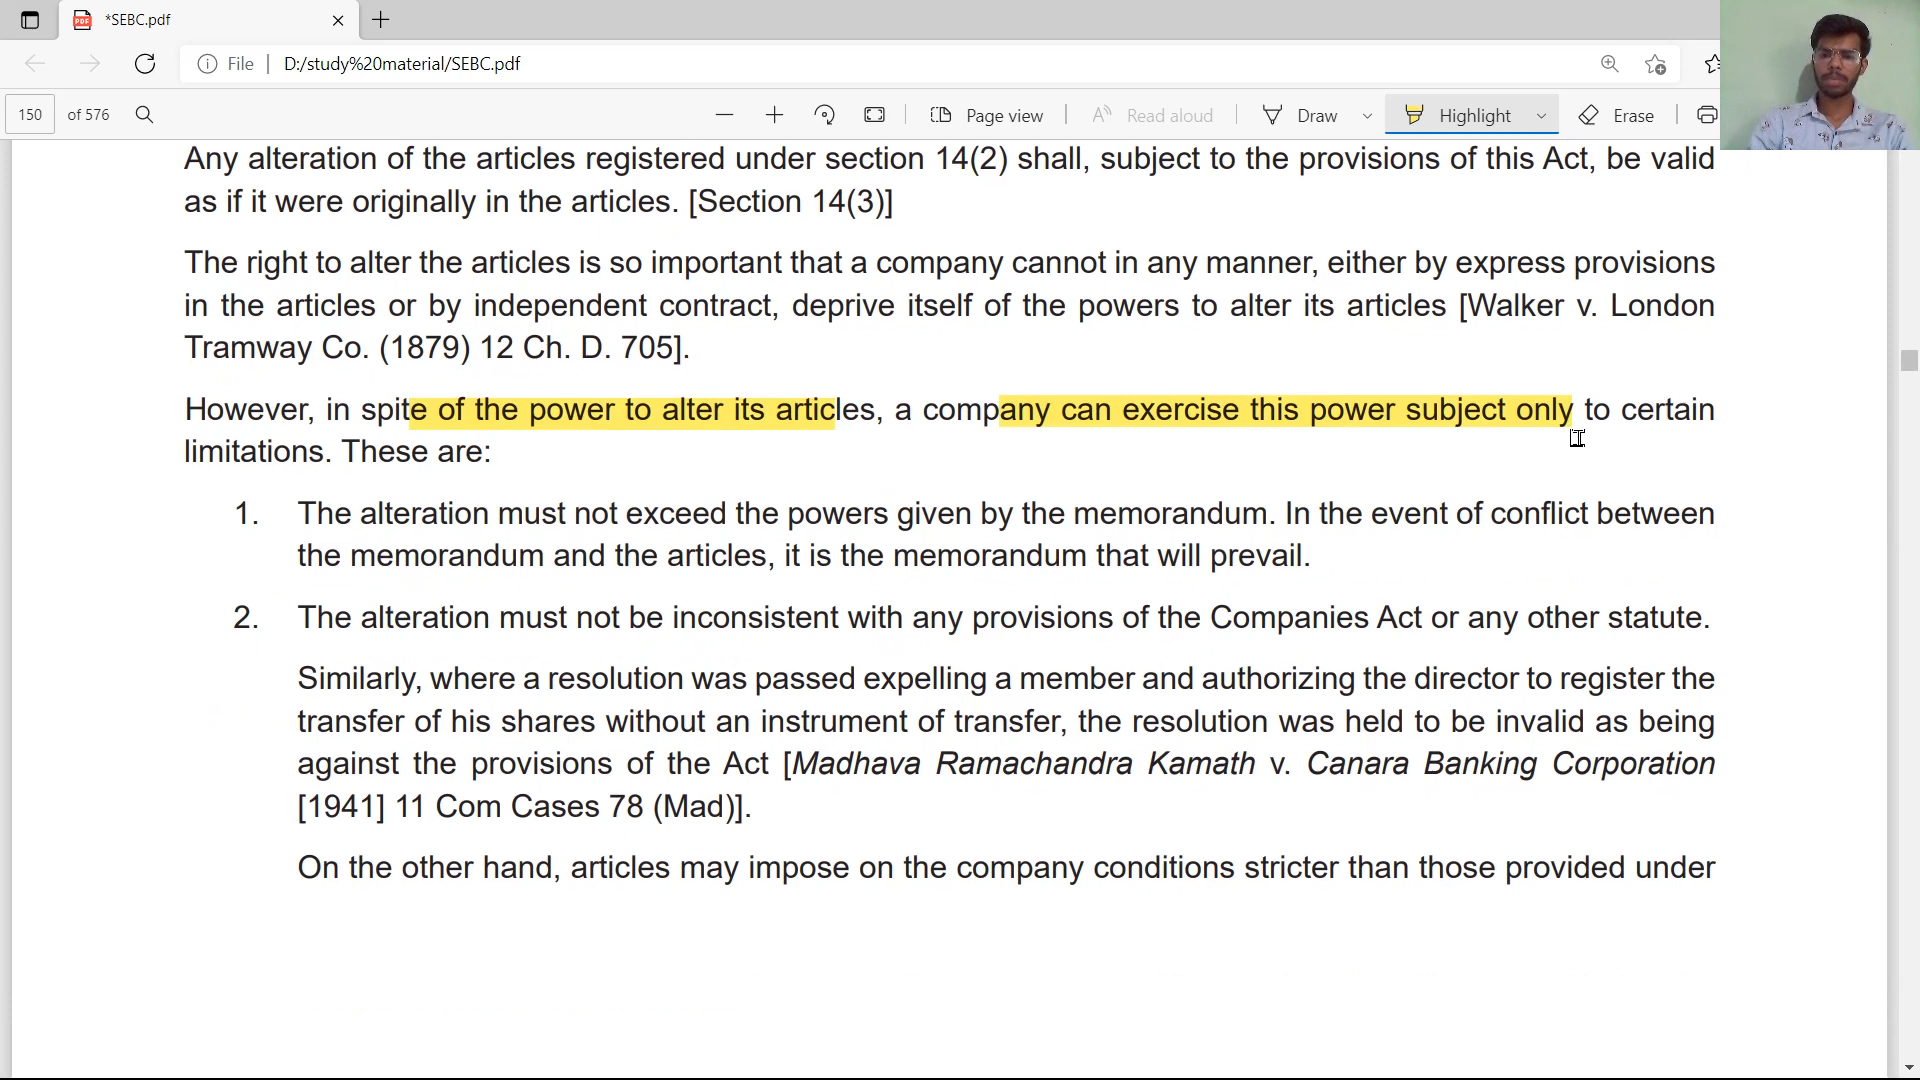 *SEBC.pdf
File
D:/study%20material/SEBC.pdf
150 of 576
Page view
Read aloud
Draw
Highlight
Erase
Any alteration of the articles registered under section 14(2) shall, subject to the provisions of this Act, be valid
as if it were originally in the articles. [Section 14(3)]
The right to alter the articles is so important that a company cannot in any manner, either by express provisions
in the articles or by independent contract, deprive itself of the powers to alter its articles [Walker v. London
Tramway Co. (1879) 12 Ch. D. 705].
However, in spite of the power to alter its articles, a company can exercise this power subject only to certain
limitations. These are:
1. The alteration must not exceed the powers given by the memorandum. In the event of conflict between
the memorandum and the articles, it is the memorandum that will prevail.
2. The alteration must not be inconsistent with any provisions of the Companies Act or any other statute.
Similarly, where a resolution was passed expelling a member and authorizing the director to register the
transfer of his shares without an instrument of transfer, the resolution was held to be invalid as being
against the provisions of the Act [Madhava Ramachandra Kamath v. Canara Banking Corporation
[1941] 11 Com Cases 78 (Mad)].
On the other hand, articles may impose on the company conditions stricter than those provided under